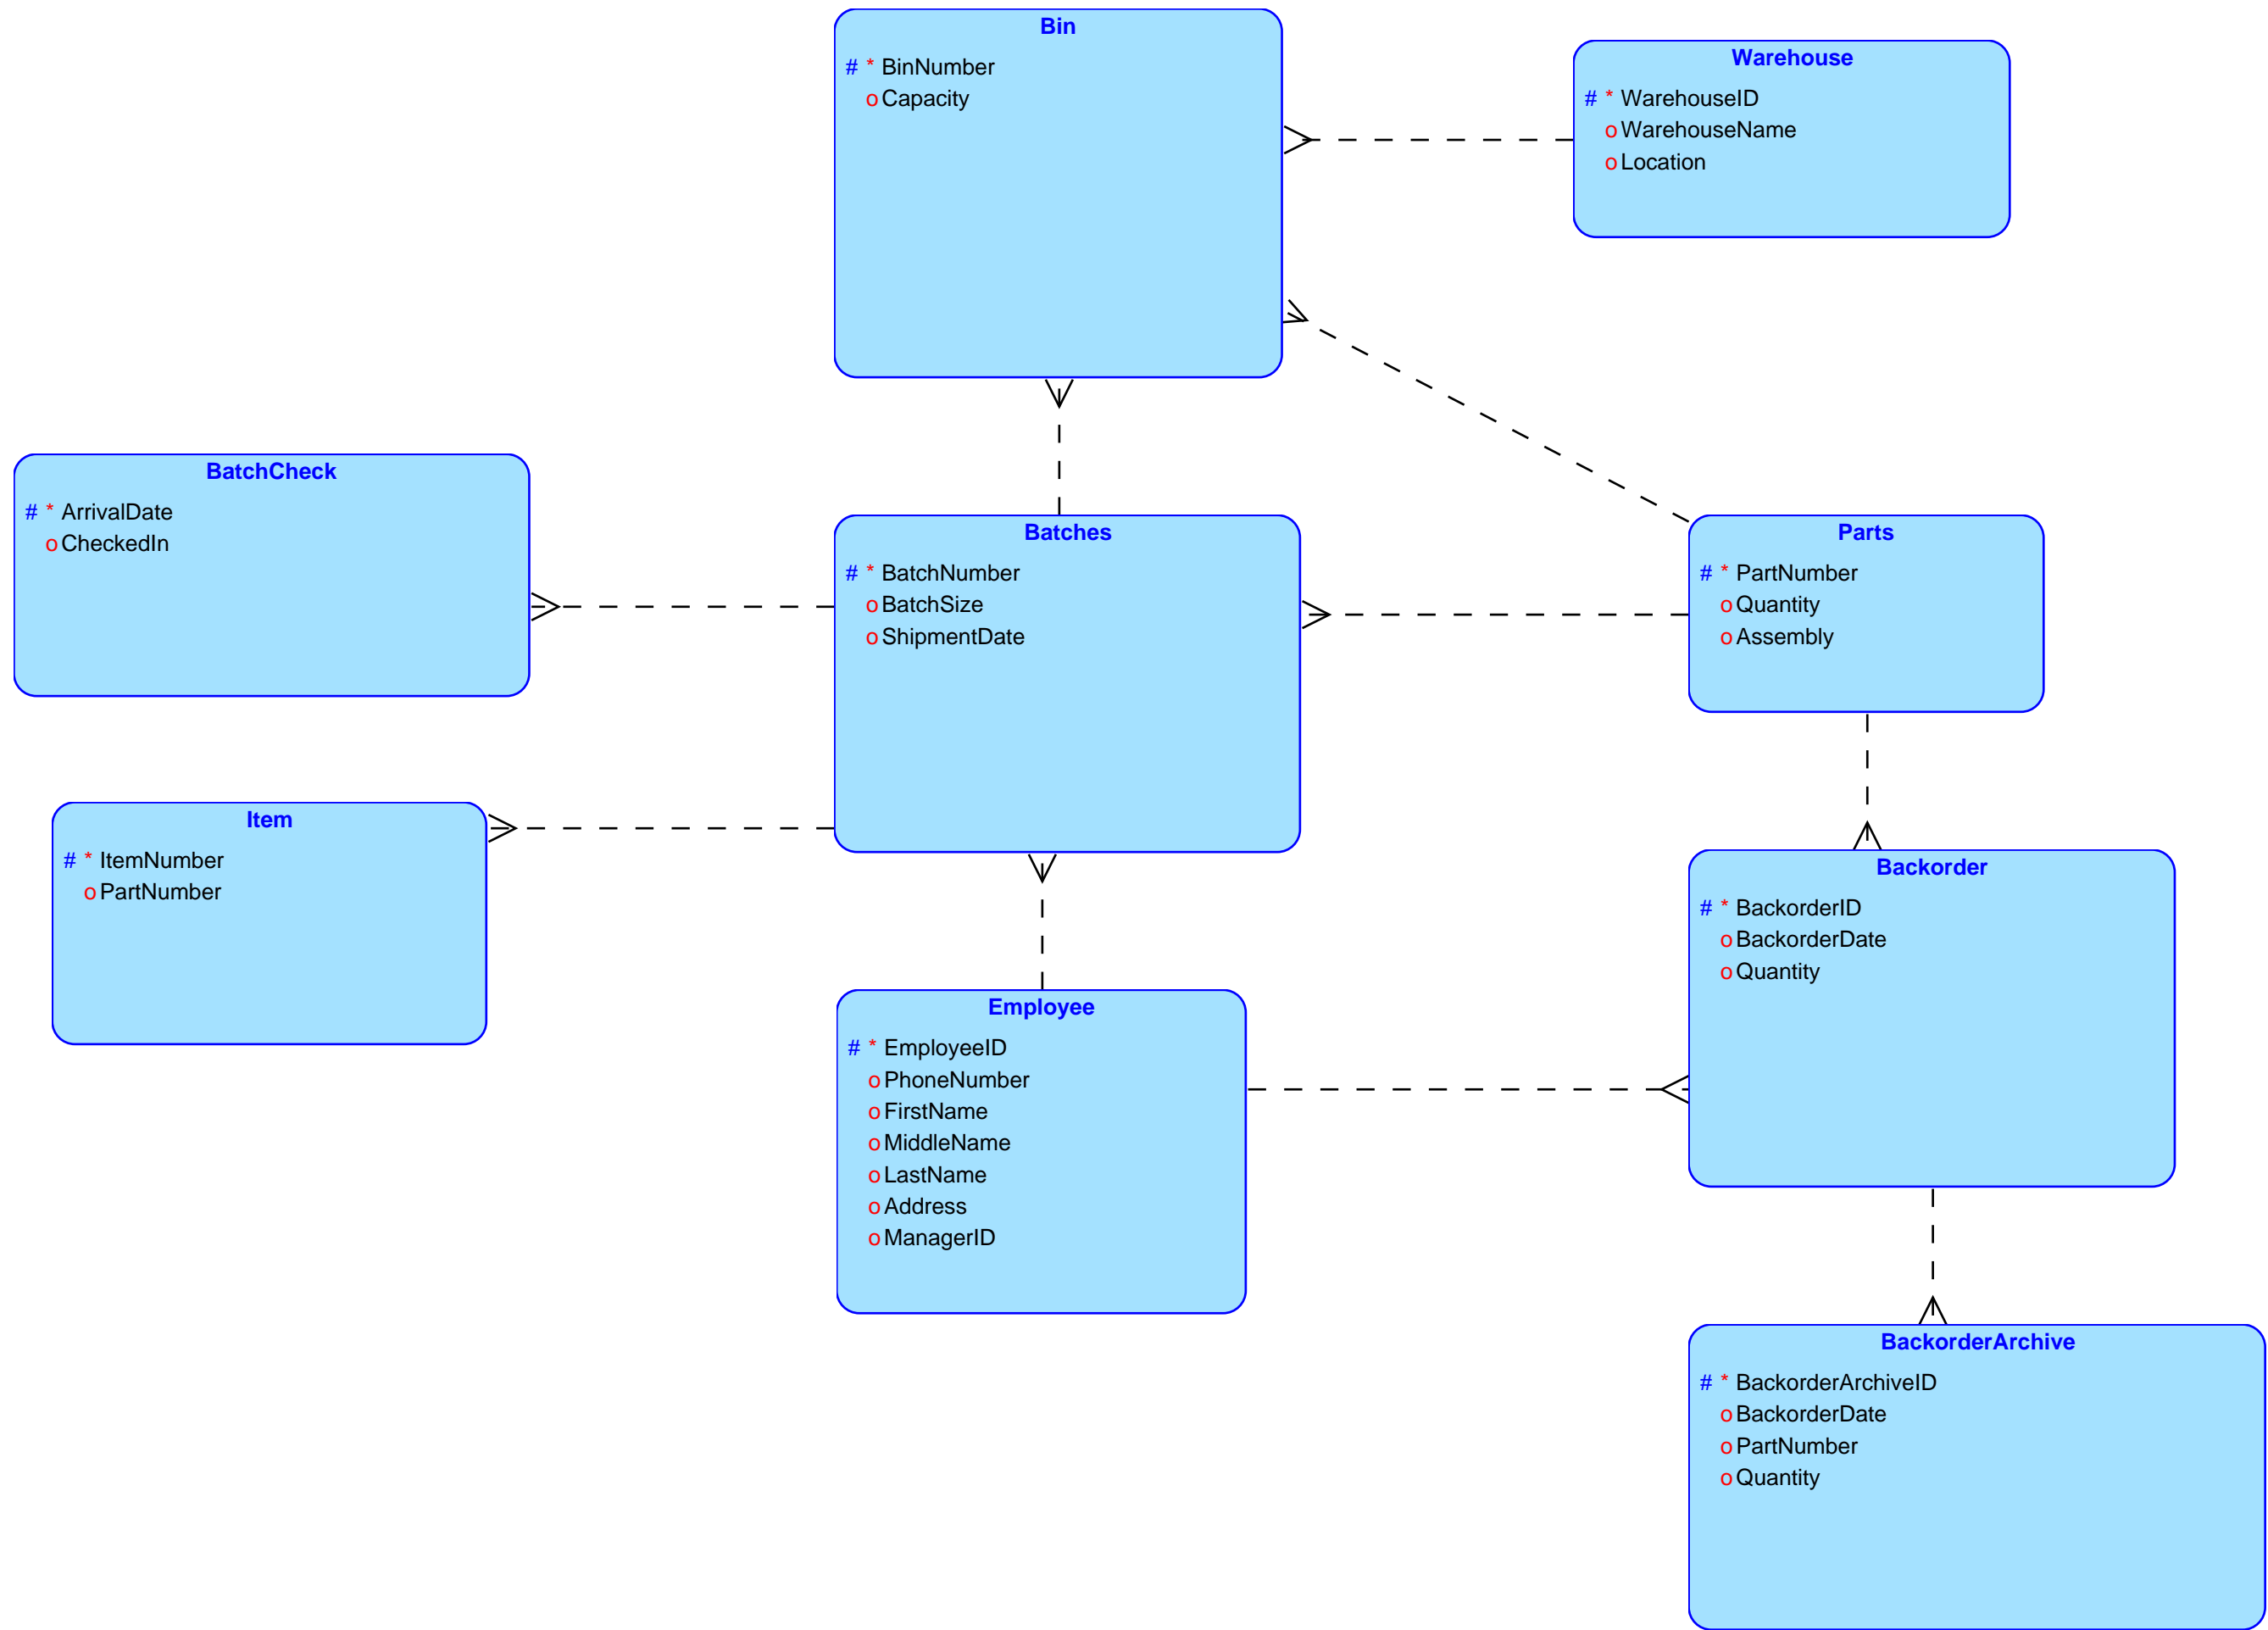 Bin
# * BinNumber
o Capacity
Warehouse
# * WarehouseID
o WarehouseName
o Location
BatchCheck
# * ArrivalDate
o CheckedIn
Batches
# * BatchNumber
o BatchSize
o ShipmentDate
Parts
# * PartNumber
o Quantity
o Assembly
Item
# * ItemNumber
o PartNumber
Backorder
# * BackorderID
o BackorderDate
o Quantity
Employee
# * EmployeeID
o PhoneNumber
o FirstName
o MiddleName
o LastName
o Address
o ManagerID
BackorderArchive
# * BackorderArchiveID
o BackorderDate
o PartNumber
o Quantity